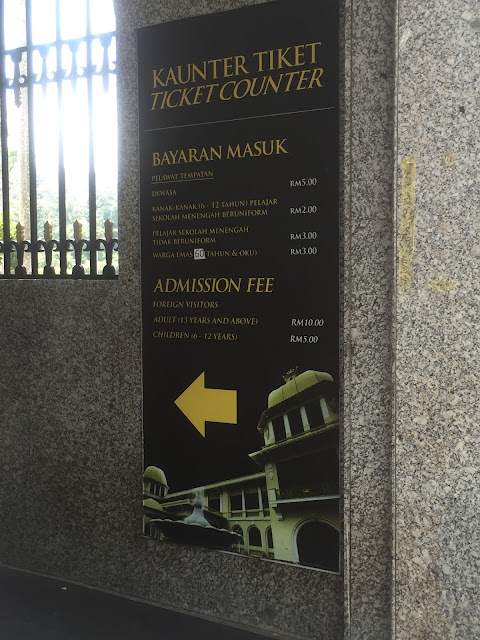 KAUNTER TIKET
TICKET COUNTER
BAYARAN MASUK
PELAWAT TEMPATAN
DEWASA RM5.00
KANAK-KANAK (6 - 12 TAHUN) PELAJAR
SEKOLAH MENENGAH BERUNIFORM RM2.00
PELAJAR SEKOLAH MENENGAH
TIDAK BERUNIFORM RM3.00
WARGA EMAS 60 TAHUN & OKU) RM3.00
ADMISSION FEE
FOREIGN VISITORS
ADULT (13 YEARS AND ABOVE) RM10.00
CHILDREN (6 - 12 YEARS) RM5.00